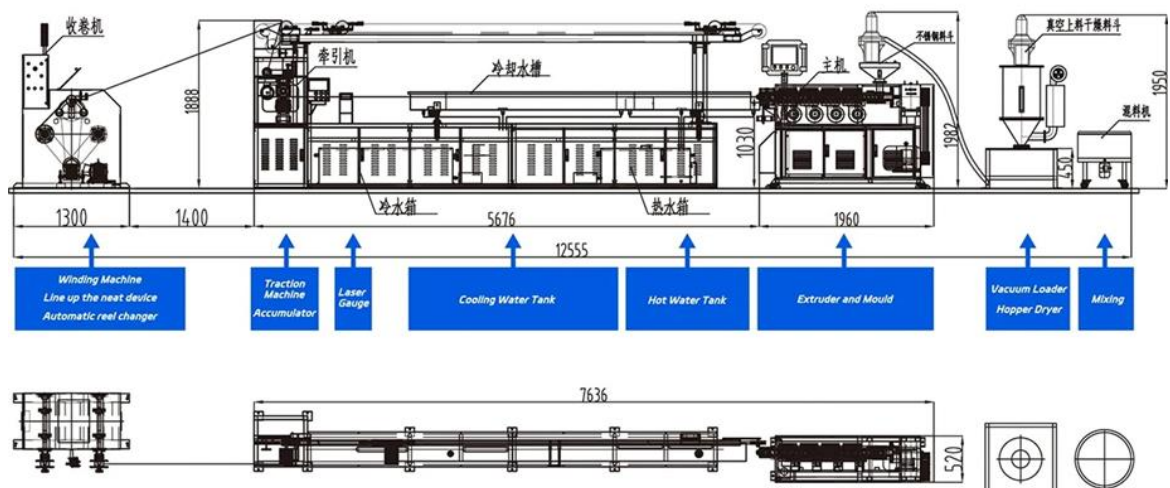 收卷机
牵引机
冷却水槽
主机
不锈钢料斗
真空上料干燥料斗
混料机
1888
1030
1982
450
1950
冷水箱
热水箱
1300
1400
5676
1960
12555
Winding Machine
Line up the neat device
Automatic reel changer
Traction
Machine
Accumulator
Laser
Gauge
Cooling Water Tank
Hot Water Tank
Extruder and Mould
Vacuum Loader
Hopper Dryer
Mixing
7636
520